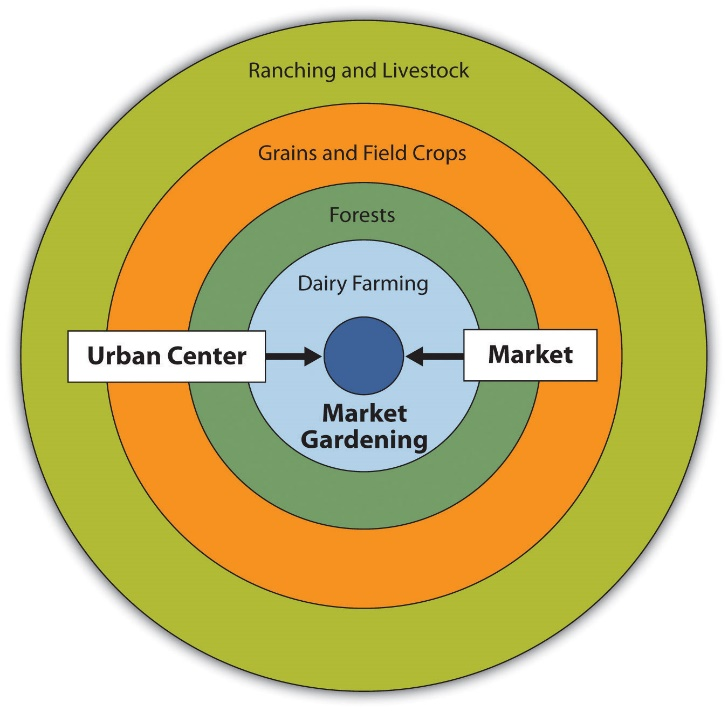 Ranching and Livestock
Grains and Field Crops
Forests
Dairy Farming
Urban Center
Market
Market
Gardening